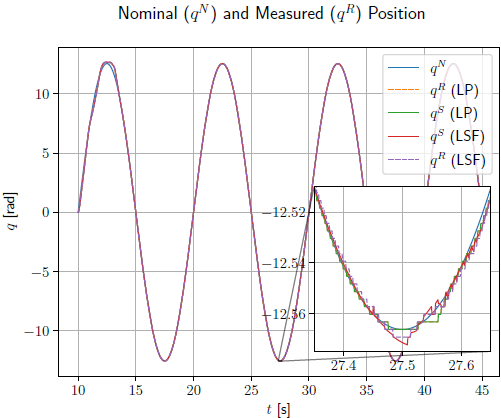 Nominal (q^N) and Measured (q^R) Position
q^N
q^R (LP)
q^S (LP)
q^S (LSF)
q^R (LSF)
10
5
0
−5
−10
q [rad]
−12.52
−12.54
−12.56
27.4 27.5 27.6
10 15 20 25 30 35 40 45
t [s]